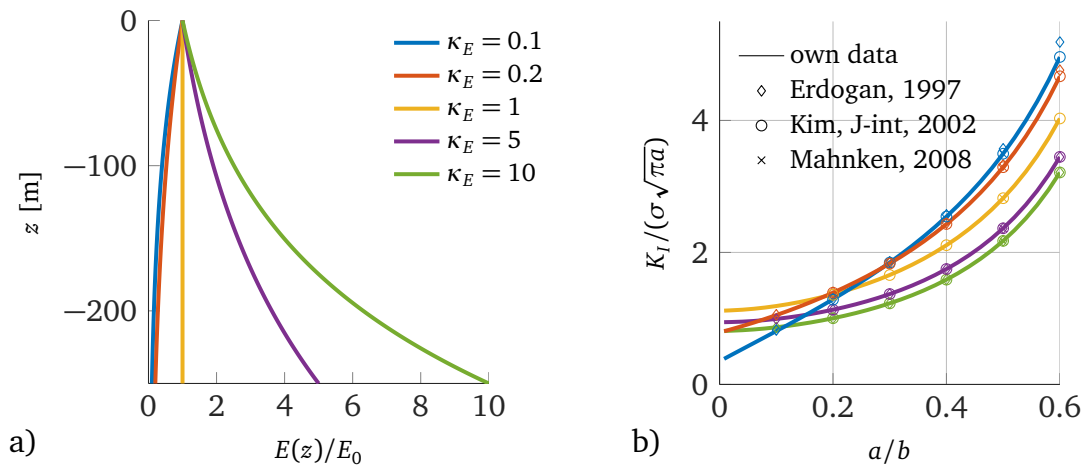 0
−100
−200
z [m]
0 2 4 6 8 10
E(z)/E₀
κ_E = 0.1
κ_E = 0.2
κ_E = 1
κ_E = 5
κ_E = 10
a)
4
2
0
K_I/(σ√πa)
0 0.2 0.4 0.6
a/b
own data
Erdogan, 1997
Kim, J-int, 2002
Mahnken, 2008
b)